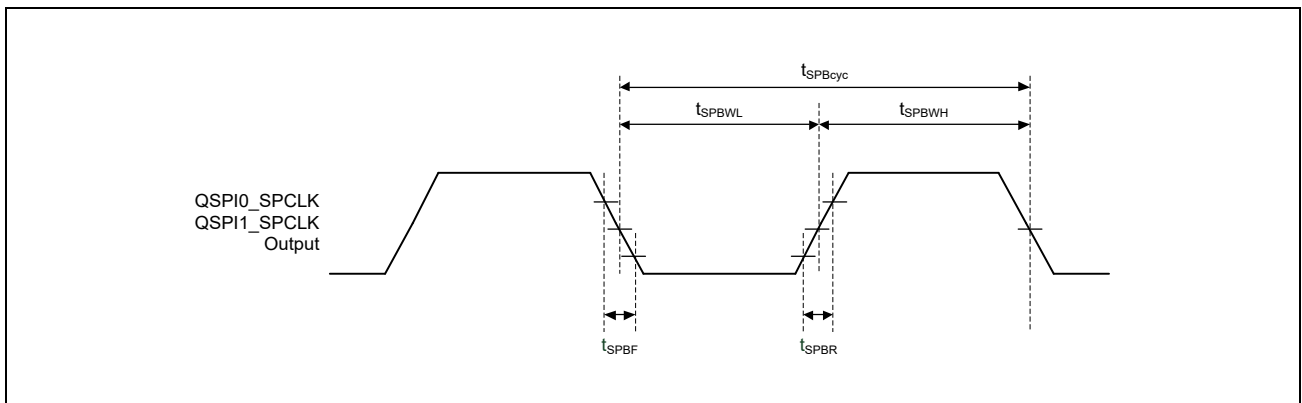 tSPBcyc
tSPBWL
tSPBWH
QSPI0_SPCLK
QSPI1_SPCLK
Output
tSPBF
tSPBR